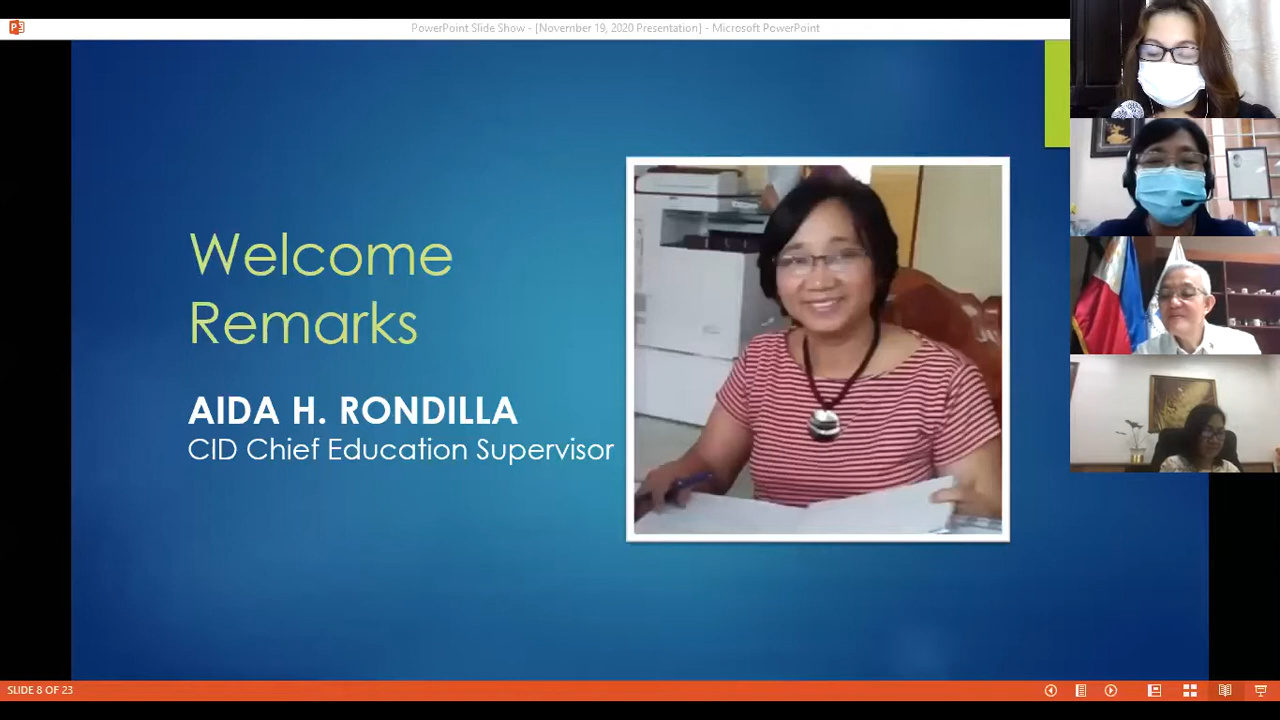 PowerPoint Slide Show - [November 19, 2020 Presentation] - Microsoft PowerPoint
Welcome
Remarks
AIDA H. RONDILLA
CID Chief Education Supervisor
SLIDE 8 OF 23